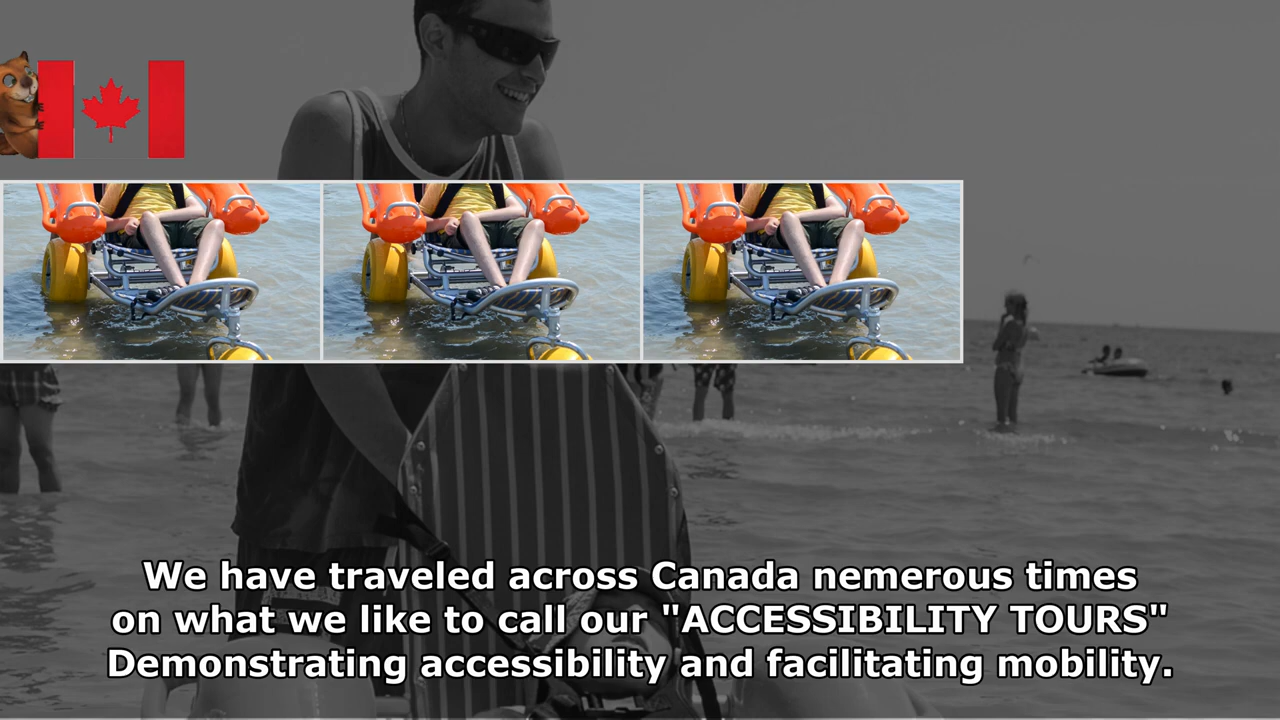 We have traveled across Canada nemerous times
on what we like to call our "ACCESSIBILITY TOURS"
Demonstrating accessibility and facilitating mobility.